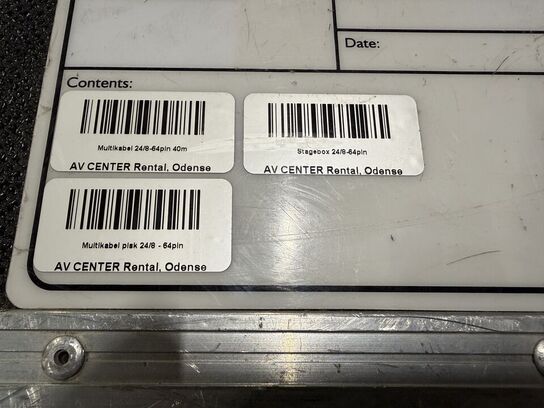 Date:
Contents:
Multikabel 24/8-64pin 40m
AV CENTER Rental, Odense
Stagebox 24/8-64pin
AV CENTER Rental, Odense
Multikabel pisk 24/8 - 64pin
AV CENTER Rental, Odense